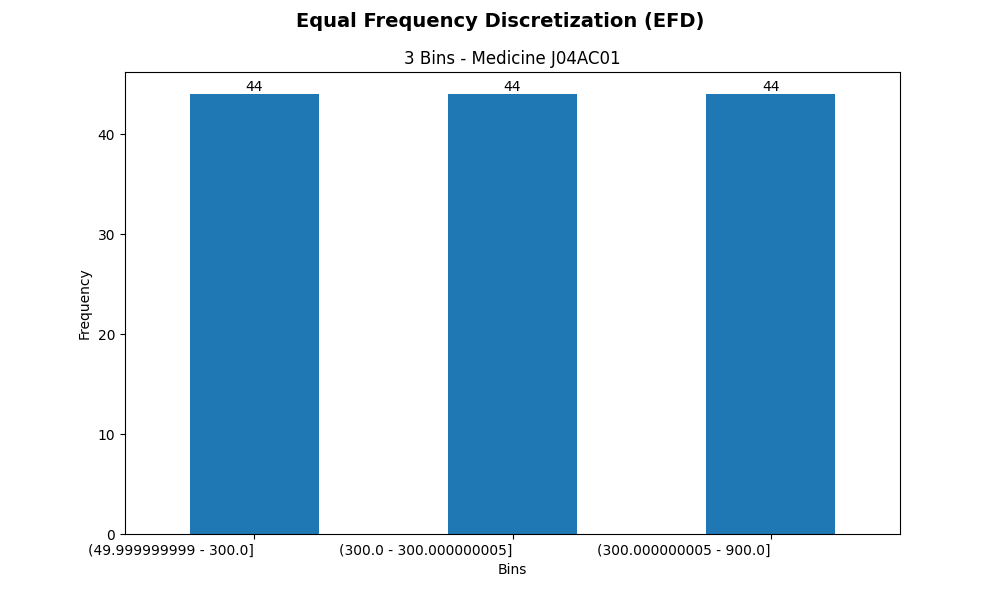 Equal Frequency Discretization (EFD)
3 Bins - Medicine J04AC01
44 44 44
40
30
20
10
0
Frequency
(49.999999999 - 300.0] (300.0 - 300.000000005] (300.000000005 - 900.0]
Bins